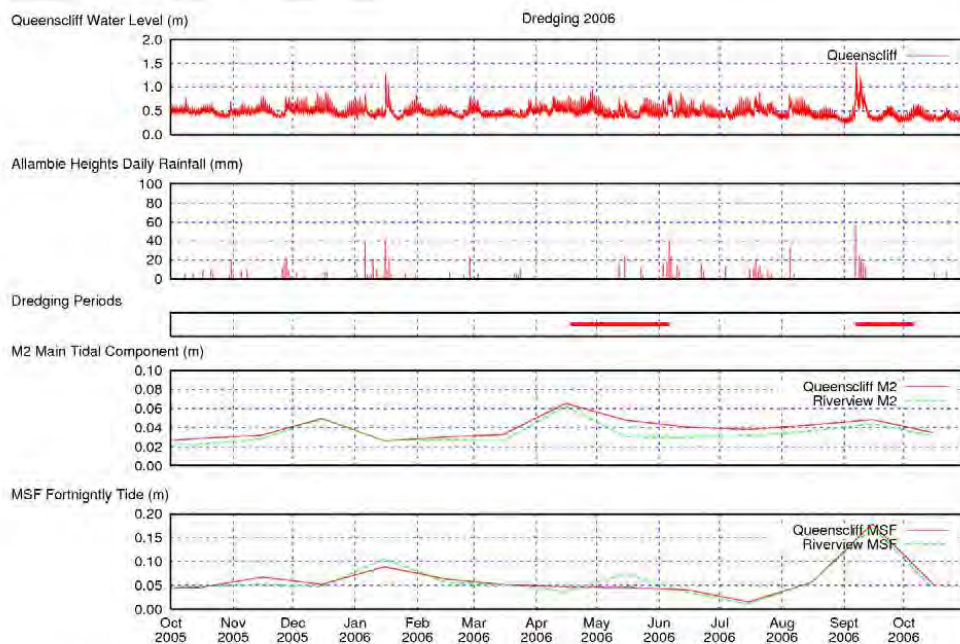 Dredging 2006
Queenscliff Water Level (m)
2.0
1.5
1.0
0.5
0.0
Queenscliff
Allambie Heights Daily Rainfall (mm)
100
80
60
40
20
0
Dredging Periods
M2 Main Tidal Component (m)
0.10
0.08
0.06
0.04
0.02
0.00
Queenscliff M2
Riverview M2
MSF Fortnightly Tide (m)
0.20
0.15
0.10
0.05
0.00
Queenscliff MSF
Riverview MSF
Oct Nov Dec Jan Feb Mar Apr May Jun Jul Aug Sept Oct
2005 2005 2005 2006 2006 2006 2006 2006 2006 2006 2006 2006 2006